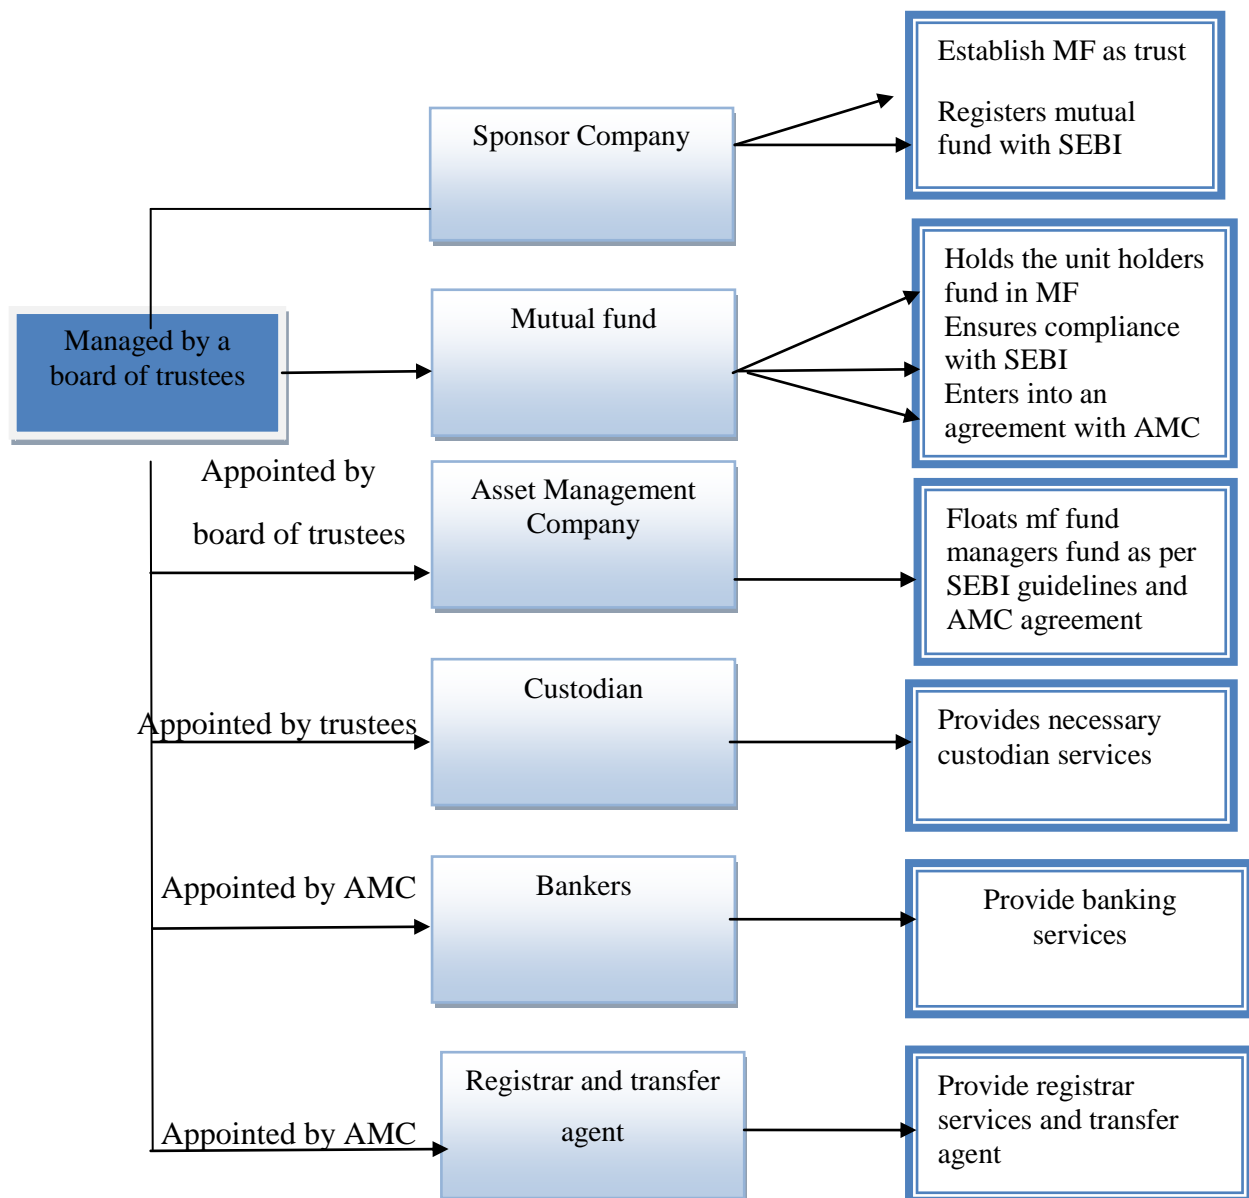 Establish MF as trust
Registers mutual
fund with SEBI
Sponsor Company
Holds the unit holders
fund in MF
Ensures compliance
with SEBI
Enters into an
agreement with AMC
Mutual fund
Managed by a
board of trustees
Appointed by
board of trustees
Asset Management
Company
Floats mf fund
managers fund as per
SEBI guidelines and
AMC agreement
Appointed by trustees
Custodian
Provides necessary
custodian services
Appointed by AMC
Bankers
Provide banking
services
Appointed by AMC
Registrar and transfer
agent
Provide registrar
services and transfer
agent